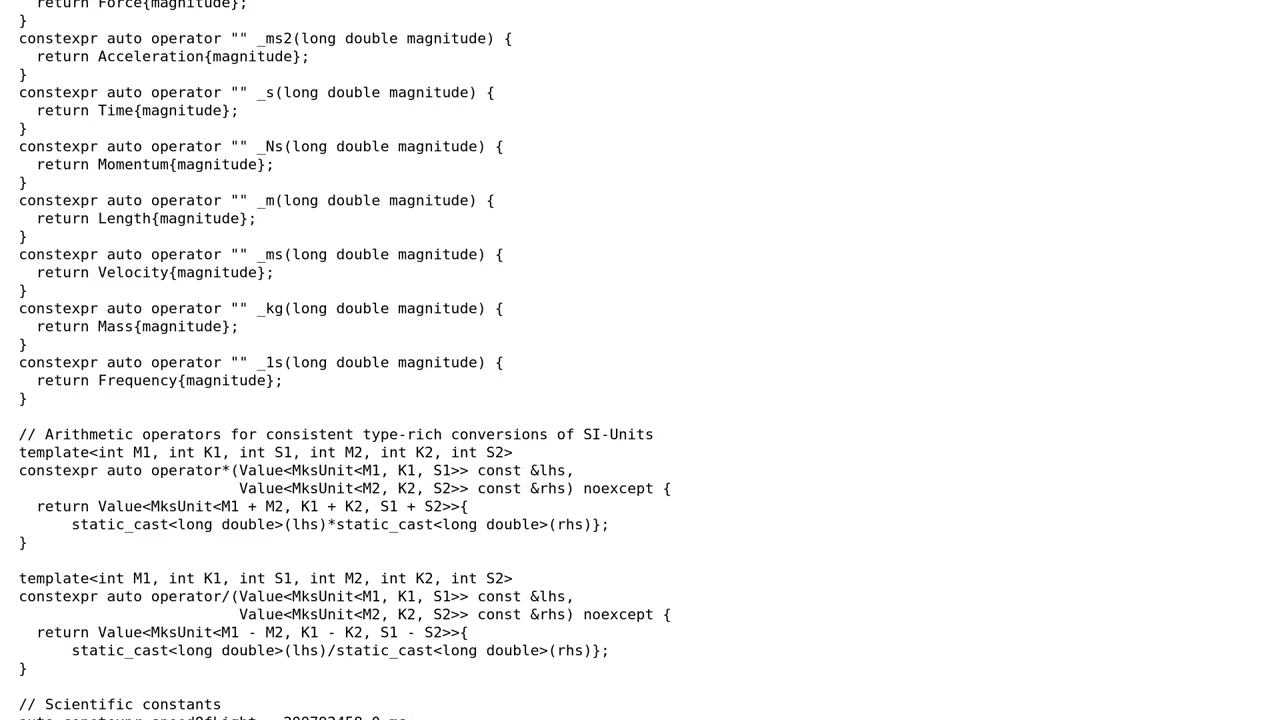 return Force{magnitude};
}
constexpr auto operator "" _ms2(long double magnitude) {
  return Acceleration{magnitude};
}
constexpr auto operator "" _s(long double magnitude) {
  return Time{magnitude};
}
constexpr auto operator "" _Ns(long double magnitude) {
  return Momentum{magnitude};
}
constexpr auto operator "" _m(long double magnitude) {
  return Length{magnitude};
}
constexpr auto operator "" _ms(long double magnitude) {
  return Velocity{magnitude};
}
constexpr auto operator "" _kg(long double magnitude) {
  return Mass{magnitude};
}
constexpr auto operator "" _1s(long double magnitude) {
  return Frequency{magnitude};
}
// Arithmetic operators for consistent type-rich conversions of SI-Units
template<int M1, int K1, int S1, int M2, int K2, int S2>
constexpr auto operator*(Value<MksUnit<M1, K1, S1>> const &lhs,
                         Value<MksUnit<M2, K2, S2>> const &rhs) noexcept {
  return Value<MksUnit<M1 + M2, K1 + K2, S1 + S2>>{
      static_cast<long double>(lhs)*static_cast<long double>(rhs)};
}
template<int M1, int K1, int S1, int M2, int K2, int S2>
constexpr auto operator/(Value<MksUnit<M1, K1, S1>> const &lhs,
                         Value<MksUnit<M2, K2, S2>> const &rhs) noexcept {
  return Value<MksUnit<M1 - M2, K1 - K2, S1 - S2>>{
      static_cast<long double>(lhs)/static_cast<long double>(rhs)};
}
// Scientific constants
auto constexpr speedOfLight